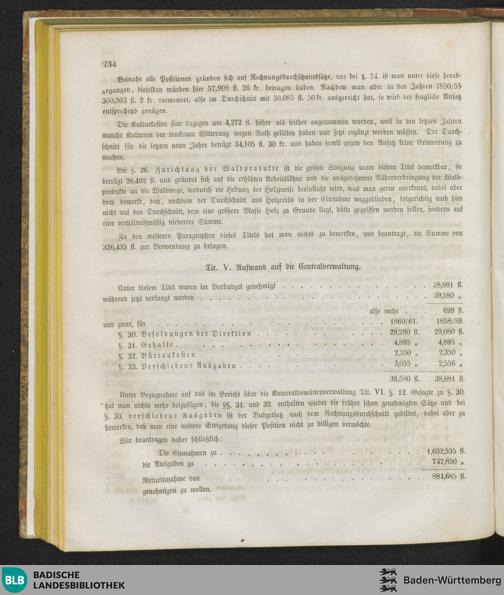 234
Beinahe alle Positionen gründen sich auf Rechnungsdurchschnittssätze, nur bei §. 34 ist man unter diese herab-
gegangen, dieselben würden hier 57,908 fl. 26 kr. betragen haben. Nachdem man aber in den Jahren 1850/55
300,503 fl. 2 kr. verwendet, also im Durchschnitt mit 50,083 fl. 50 kr. ausgereicht hat, so wird der fragliche Ansatz
entsprechend genügen.
Die Kulturkosten sind dagegen um 4,272 fl. höher als seither angenommen worden, weil in den letzten Jahren
manche Kulturen der trockenen Witterung wegen Noth gelitten haben und jetzt ergänzt werden müssen. Der Durch-
schnitt für die letzten neun Jahre beträgt 34,105 fl. 30 kr. und haben somit gegen den Ansatz keine Erinnerung zu
machen.
Bei §. 26. Zurichtung der Waldprodukte ist die größte Steigung unter diesem Titel bemerkbar, sie
beträgt 26,492 fl. und gründet sich auf die erhöhten Arbeitslöhne und die ausgedehntere Näherverbringung der Wald-
produkte an die Waldwege, wodurch die Hebung der Holzpreise beeinflußt wird, was man gerne anerkennt, dabei aber
doch bemerkt, daß, nachdem der Durchschnitt aus Holzerlös in der Einnahme weggeblieben, folgerichtig auch hier
nicht auf den Durchschnitt, dem eine größere Masse Holz zu Grunde liegt, hätte gegriffen werden sollen, sondern auf
eine verhältnißmäßig niederere Summe.
Zu den weiteren Paragraphen dieses Titels hat man nichts zu bemerken, und beantragt, die Summe von
320,433 fl. zur Verwendung zu bringen.
Tit. V. Aufwand auf die Centralverwaltung.
Unter diesem Titel waren im Vorbudget genehmigt . . . 38,881 fl.
während jetzt verlangt werden . . . 39,580 „
also mehr . . 699 fl.
1860/61. 1858/59.
und zwar, für
§. 30. Besoldungen der Direktion . . . 29,280 fl. 29,080 fl.
§. 31. Gehalte . . . 4,895 „ 4,895 „
§. 32. Büreaukosten . . . 2,350 „ 2,350 „
§. 33. Verschiedene Ausgaben . . . 3,055 „ 2,556 „
39,580 fl. 38,881 fl.
Unter Bezugnahme auf das im Bericht über die Kameraldomänenverwaltung Tit. VI. §. 12. Gesagte zu §. 30.
hat man nichts mehr beizufügen; die §§. 31. und 32. enthalten wieder die früher schon genehmigten Sätze und bei
§. 33. verschiedene Ausgaben ist der Budgetsatz nach dem Rechnungsdurchschnitt gebildet, dabei aber zu
bemerken, daß man eine weitere Steigerung dieser Position nicht zu billigen vermöchte.
Wir beantragen daher schließlich:
Die Einnahmen zu . . . 1,632,535 fl.
die Ausgaben zu . . . 747,850 „
Reineinnahme von . . . 884,685 fl.
genehmigen zu wollen.
BLB BADISCHE
LANDESBIBLIOTHEK
Baden-Württemberg